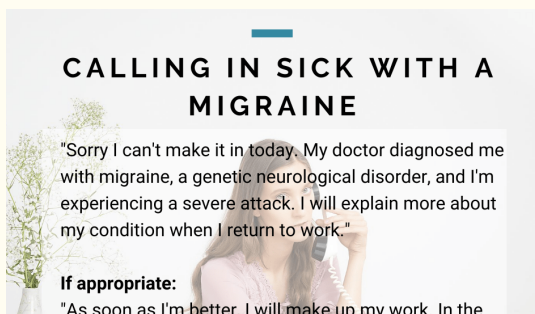 CALLING IN SICK WITH A
MIGRAINE
"Sorry I can't make it in today. My doctor diagnosed me
with migraine, a genetic neurological disorder, and I'm
experiencing a severe attack. I will explain more about
my condition when I return to work."
If appropriate:
"As soon as I'm better, I will make up my work. In the